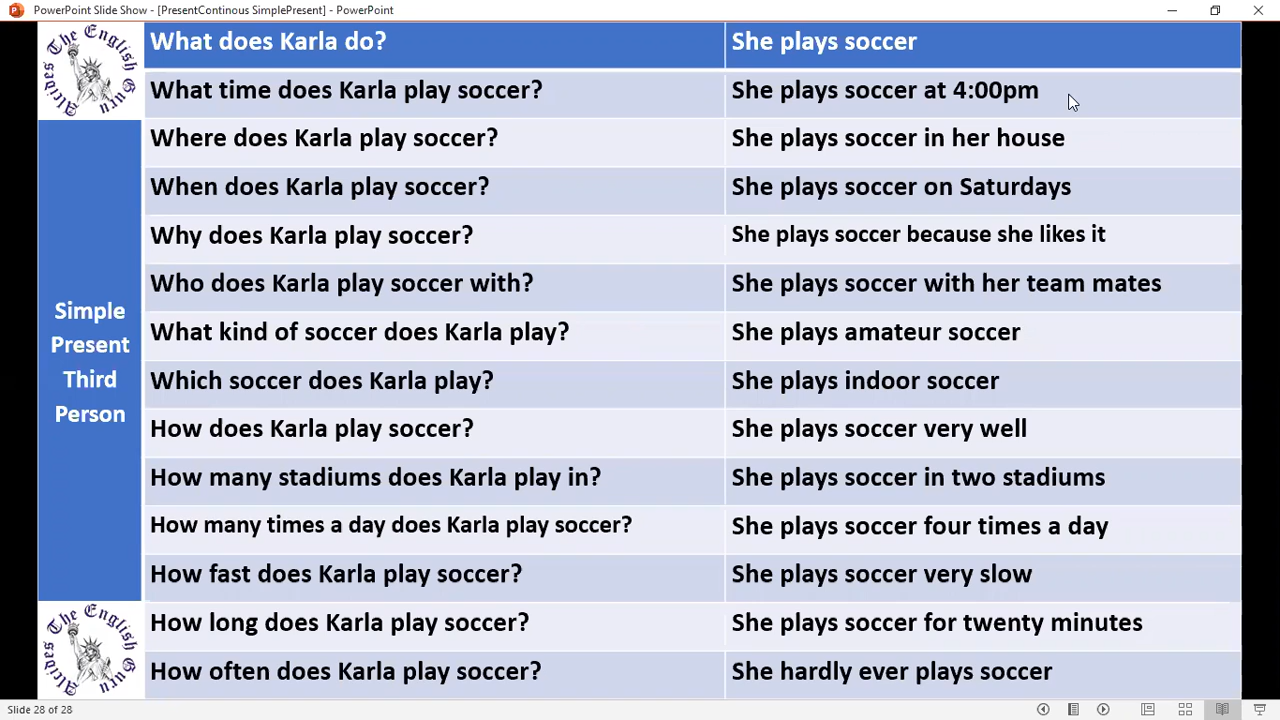 PowerPoint Slide Show - [PresentContinous SimplePresent] - PowerPoint
Alcides The English Guru
What does Karla do? She plays soccer
What time does Karla play soccer? She plays soccer at 4:00pm
Where does Karla play soccer? She plays soccer in her house
When does Karla play soccer? She plays soccer on Saturdays
Why does Karla play soccer? She plays soccer because she likes it
Who does Karla play soccer with? She plays soccer with her team mates
What kind of soccer does Karla play? She plays amateur soccer
Which soccer does Karla play? She plays indoor soccer
How does Karla play soccer? She plays soccer very well
How many stadiums does Karla play in? She plays soccer in two stadiums
How many times a day does Karla play soccer? She plays soccer four times a day
How fast does Karla play soccer? She plays soccer very slow
How long does Karla play soccer? She plays soccer for twenty minutes
How often does Karla play soccer? She hardly ever plays soccer
Simple
Present
Third
Person
Alcides The English Guru
Slide 28 of 28